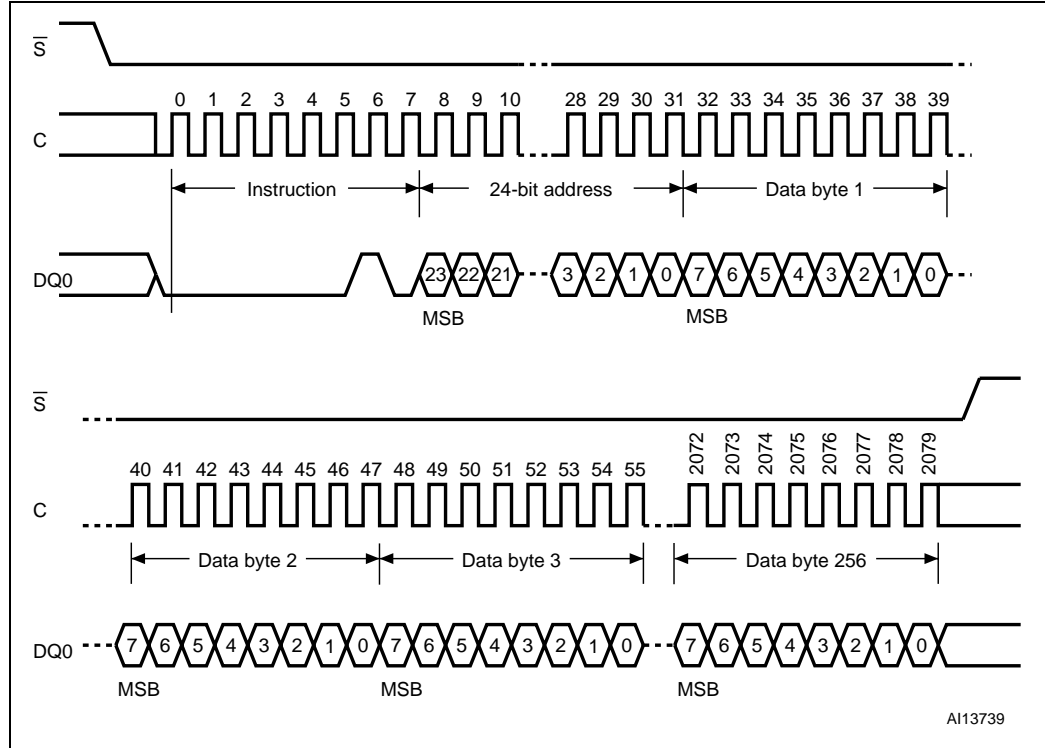 S
0 1 2 3 4 5 6 7 8 9 10 28 29 30 31 32 33 34 35 36 37 38 39
C
Instruction 24-bit address Data byte 1
DQ0 23 22 21 3 2 1 0 7 6 5 4 3 2 1 0
MSB MSB
S
40 41 42 43 44 45 46 47 48 49 50 51 52 53 54 55 2072 2073 2074 2075 2076 2077 2078 2079
C
Data byte 2 Data byte 3 Data byte 256
DQ0 7 6 5 4 3 2 1 0 7 6 5 4 3 2 1 0 7 6 5 4 3 2 1 0
MSB MSB MSB
AI13739